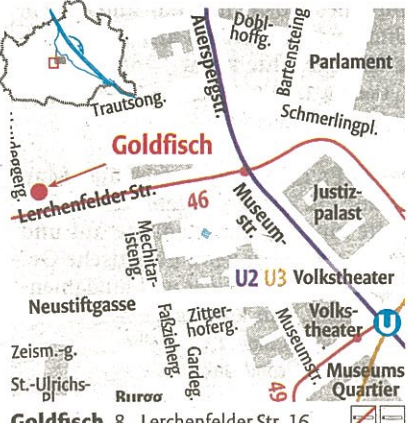 Dobl-
hoffg.
Auerspergstr.
Bartensteing
Parlament
Trautsong.
Schmerlingpl.
Goldfisch
Lerchenfelder Str.
46
Museum-
str.
Justiz-
palast
Mechitar-
isteng.
U2 U3 Volkstheater
Neustiftgasse
Faßzieherg.
Zitter-
hoferg.
Gardeg.
Museumstr.
Volks-
theater
U
Zeism.-g.
St.-Ulrichs-
Pl
Burgg
49
Museums
Quartier
Goldfisch 8., Lerchenfelder Str. 16